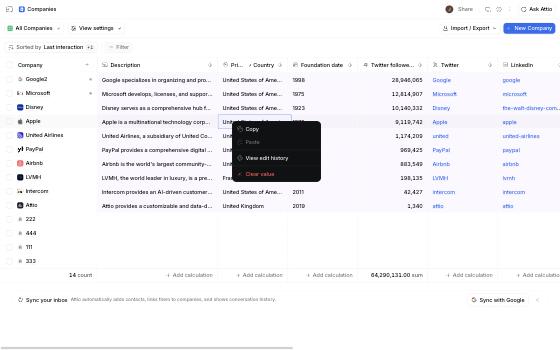 Companies
Share
Ask Attio
All Companies
View settings
Import / Export
New Company
Sorted by Last interaction +1
Filter
Company
Description
Pri... › Country
Foundation date
Twitter followe...
Twitter
LinkedIn
Google2
Google specializes in organizing and pro...
United States of Ame...
1998
28,946,065
Google
google
Microsoft
Microsoft develops, licenses, and suppor...
United States of Ame...
1975
12,814,907
Microsoft
microsoft
Disney
Disney serves as a comprehensive hub f...
United States of Ame...
1923
10,140,332
Disney
the-walt-disney-com...
Apple
Apple is a multinational technology corp...
9,119,742
Apple
apple
United Airlines
United Airlines, a subsidiary of United Co...
1,174,209
united
united-airlines
PayPal
PayPal provides comprehensive digital ...
969,425
PayPal
paypal
Airbnb
Airbnb is the world's largest community-...
883,549
Airbnb
airbnb
LVMH
LVMH, the world leader in luxury, is a pre...
198,135
LVMH
lvmh
Intercom
Intercom provides an AI-driven customer...
United States of Ame...
2011
42,427
intercom
intercom
Attio
Attio provides a customizable and data-d...
United Kingdom
2019
1,340
attio
attio
222
444
111
333
Copy
Paste
View edit history
Clear value
14 count
+ Add calculation
+ Add calculation
+ Add calculation
64,290,131.00 sum
+ Add calculation
+ Add calculation
Sync your inbox
Attio automatically adds contacts, links them to companies, and shows conversation history.
Sync with Google